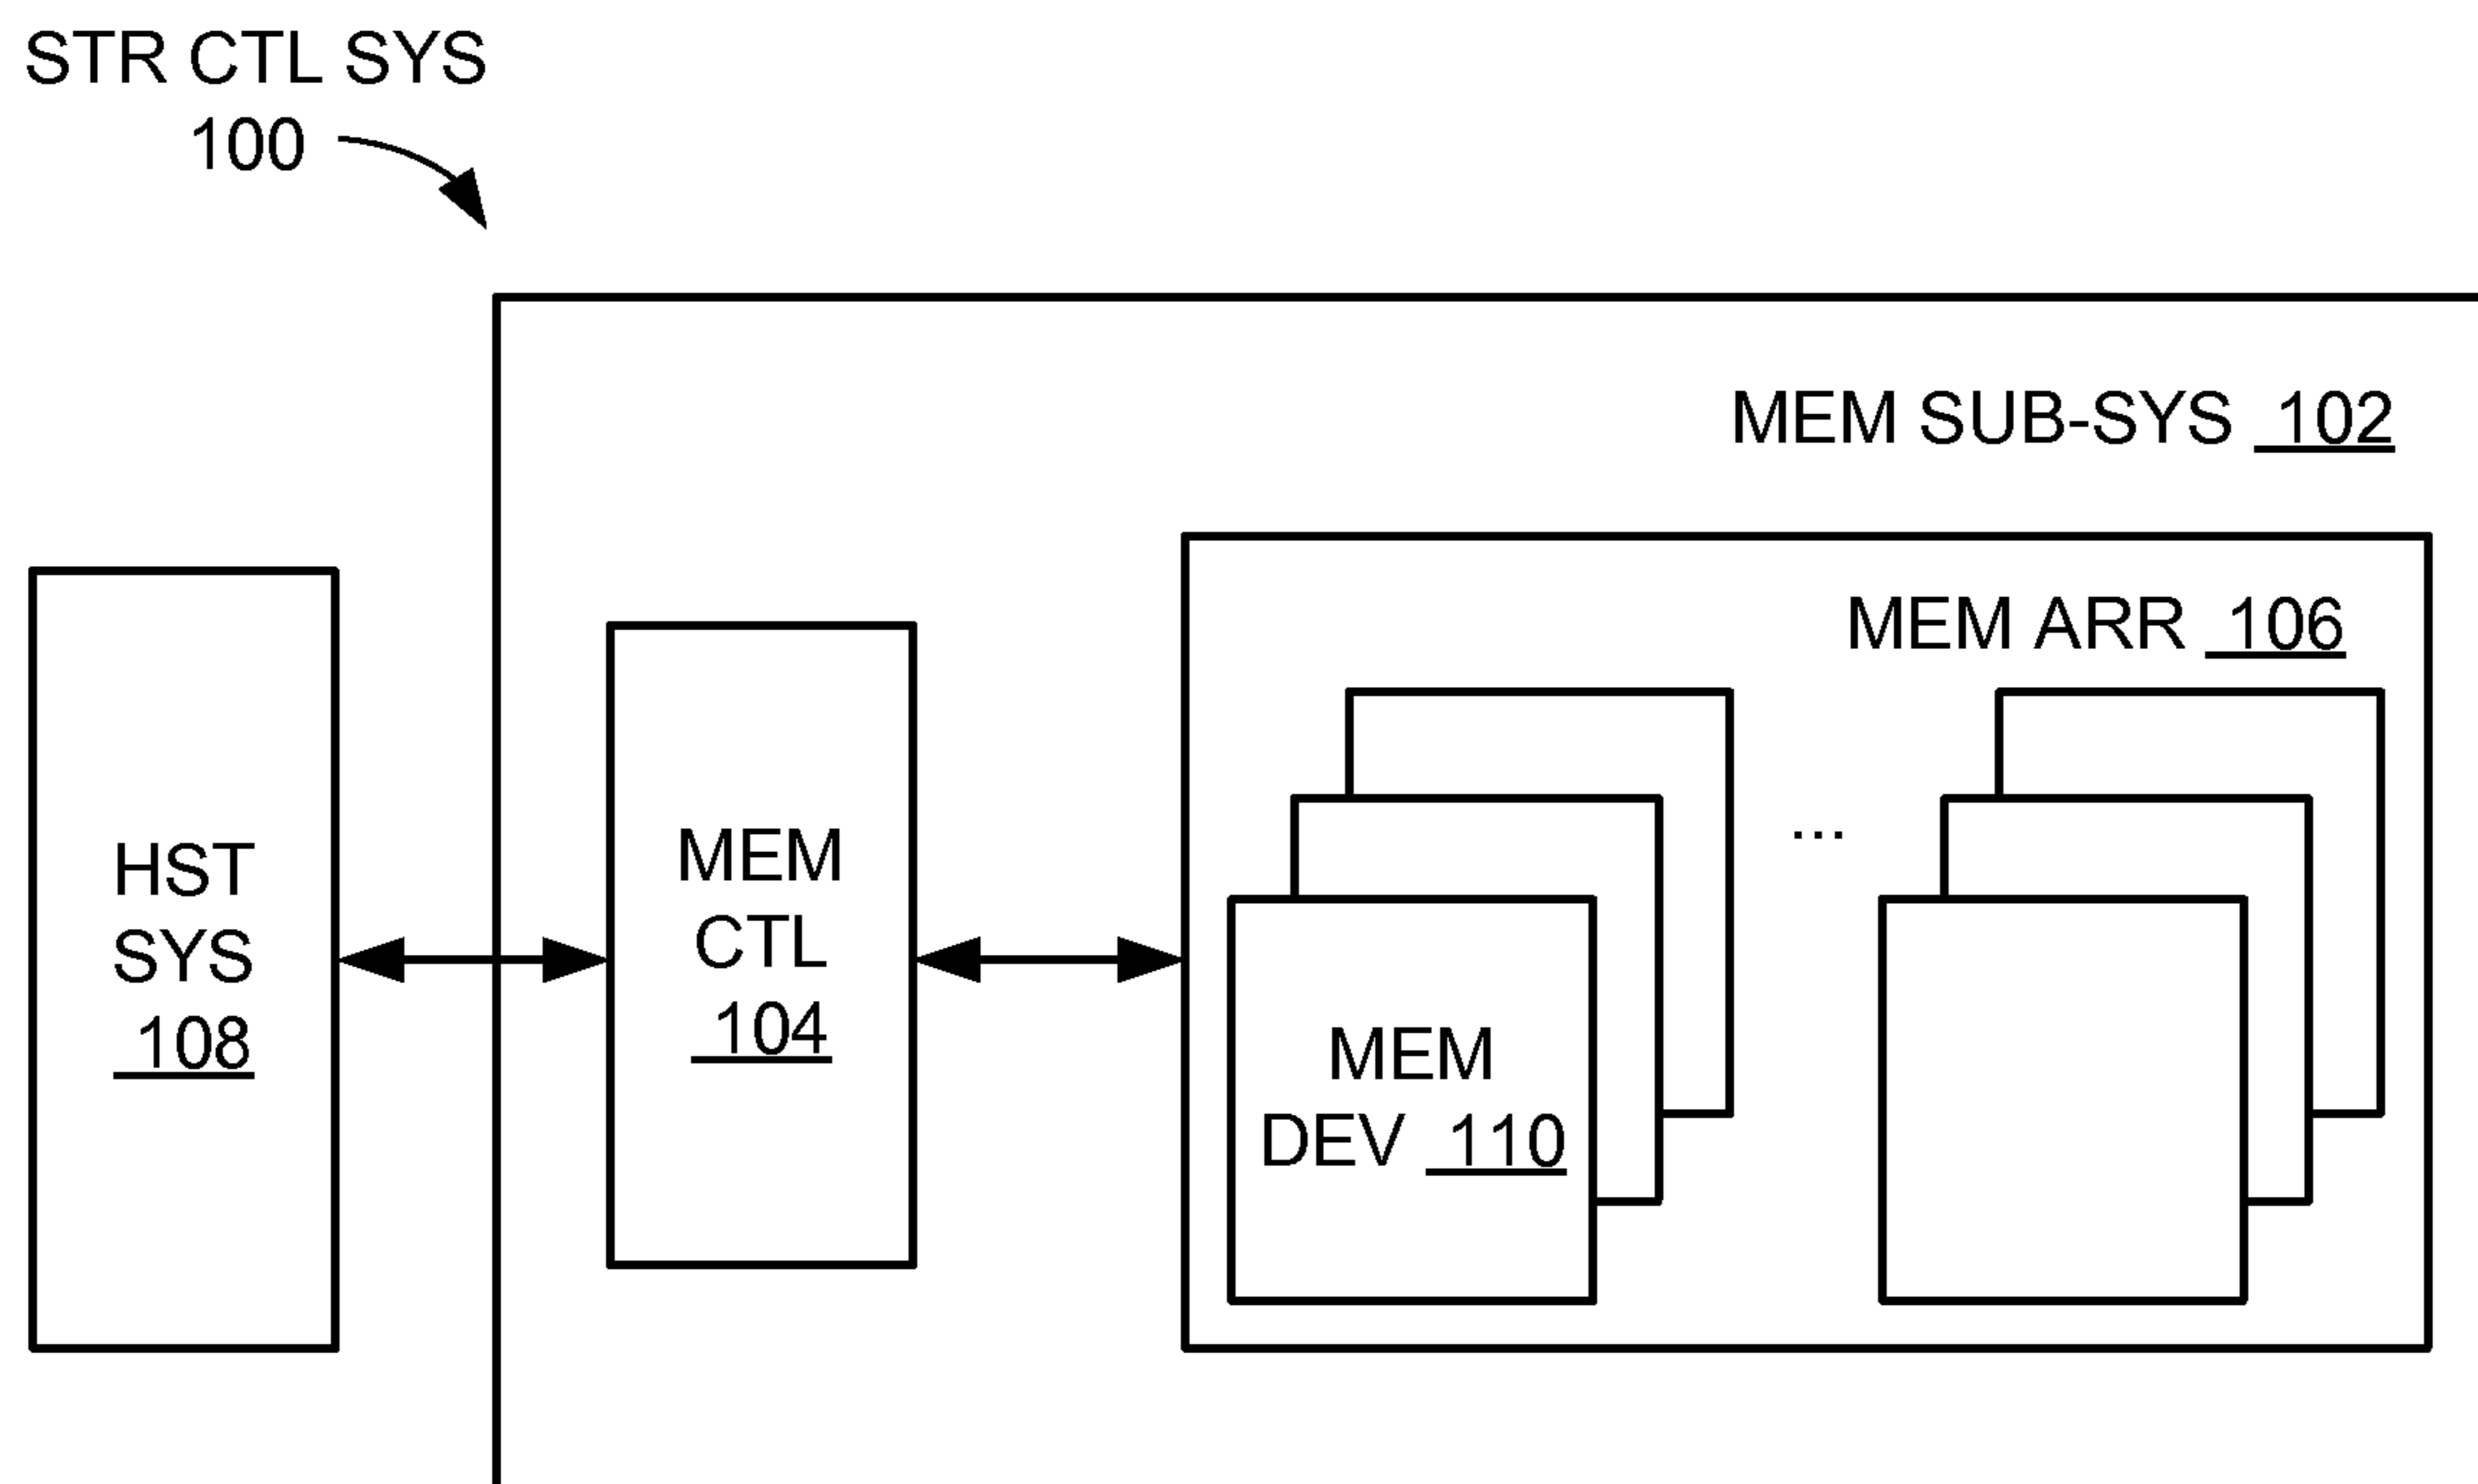 STR CTL SYS
100
MEM SUB-SYS 102
MEM ARR 106
HST
SYS
108
MEM
CTL
104
...
MEM
DEV 110